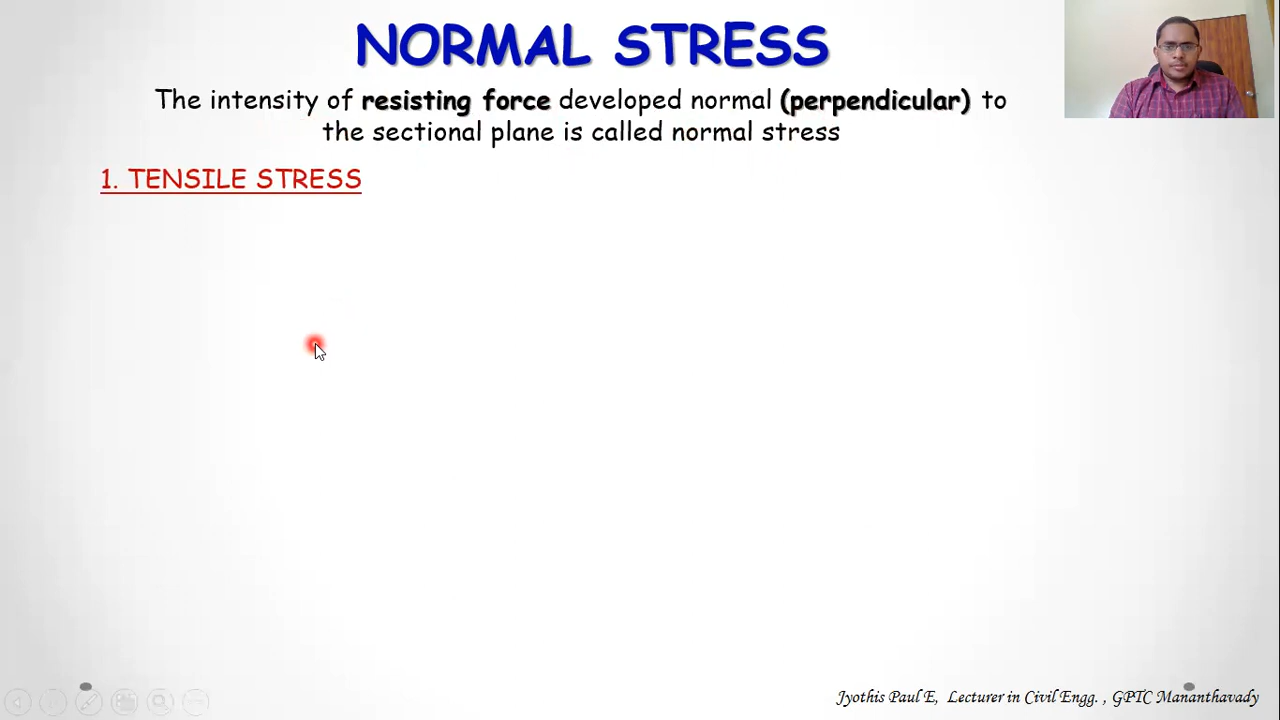 NORMAL STRESS
The intensity of resisting force developed normal (perpendicular) to
the sectional plane is called normal stress
1. TENSILE STRESS
Jyothis Paul E, Lecturer in Civil Engg. , GPTC Mananthavady